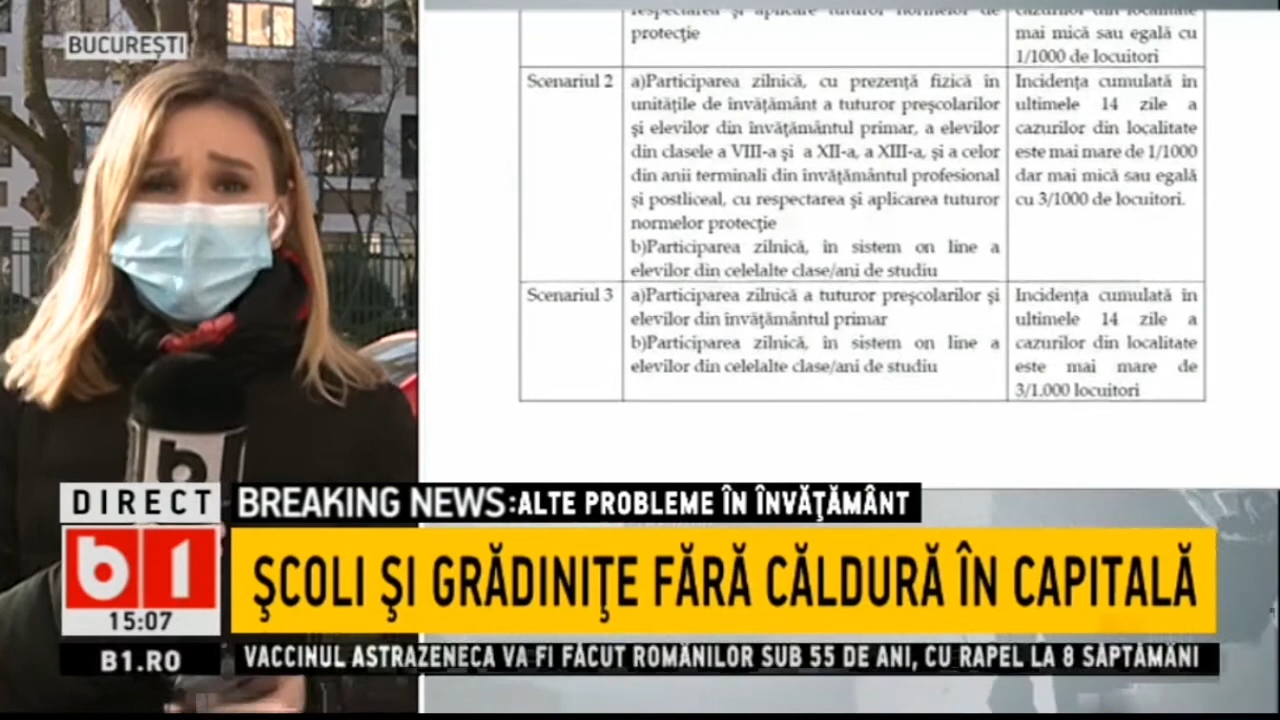 BUCUREȘTI
respectarea și aplicare tuturor normelor de
protecție
cazurilor din localitate
mai mică sau egală cu
1/1000 de locuitori
Scenariul 2
a)Participarea zilnică, cu prezență fizică în
unitățile de învățământ a tuturor preșcolarilor
și elevilor din învățământul primar, a elevilor
din clasele a VIII-a și a XII-a, a XIII-a, și a celor
din anii terminali din învățământul profesional
și postliceal, cu respectarea și aplicarea tuturor
normelor protecție
b)Participarea zilnică, în sistem on line a
elevilor din celelalte clase/ani de studiu
Incidența cumulată în
ultimele 14 zile a
cazurilor din localitate
este mai mare de 1/1000
dar mai mică sau egală
cu 3/1000 de locuitori.
Scenariul 3
a)Participarea zilnică a tuturor preșcolarilor și
elevilor din învățământul primar
b)Participarea zilnică, în sistem on line a
elevilor din celelalte clase/ani de studiu
Incidența cumulată în
ultimele 14 zile a
cazurilor din localitate
este mai mare de
3/1.000 locuitori
b
DIRECT
BREAKING NEWS:ALTE PROBLEME ÎN ÎNVĂŢĂMÂNT
b1
15:07
ŞCOLI ŞI GRĂDINIŢE FĂRĂ CĂLDURĂ ÎN CAPITALĂ
B1.RO
VACCINUL ASTRAZENECA VA FI FĂCUT ROMÂNILOR SUB 55 DE ANI, CU RAPEL LA 8 SĂPTĂMÂNI